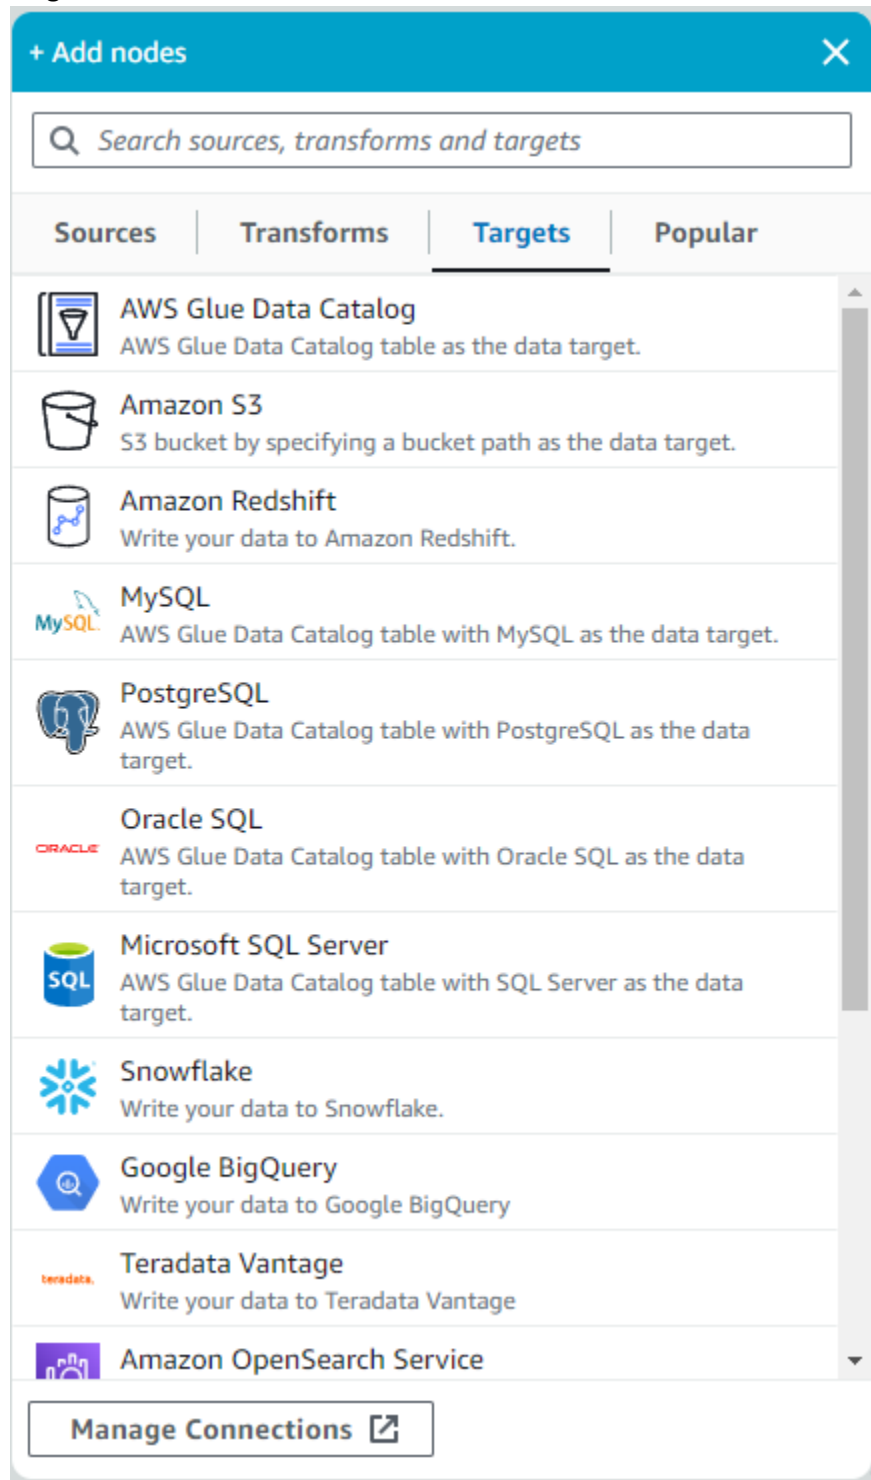 + Add nodes
Search sources, transforms and targets
Sources Transforms Targets Popular
AWS Glue Data Catalog
AWS Glue Data Catalog table as the data target.
Amazon S3
S3 bucket by specifying a bucket path as the data target.
Amazon Redshift
Write your data to Amazon Redshift.
MySQL
MySQL.
AWS Glue Data Catalog table with MySQL as the data target.
PostgreSQL
AWS Glue Data Catalog table with PostgreSQL as the data
target.
Oracle SQL
ORACLE
AWS Glue Data Catalog table with Oracle SQL as the data
target.
Microsoft SQL Server
SQL
AWS Glue Data Catalog table with SQL Server as the data
target.
Snowflake
Write your data to Snowflake.
Google BigQuery
Write your data to Google BigQuery
Teradata Vantage
teradata.
Write your data to Teradata Vantage
Amazon OpenSearch Service
Manage Connections